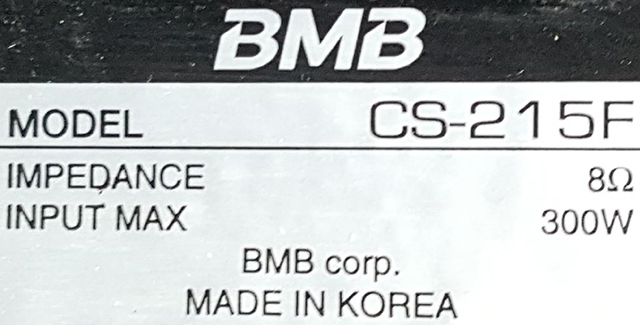 BMB
MODEL CS-215F
IMPEDANCE 8Ω
INPUT MAX 300W
BMB corp.
MADE IN KOREA